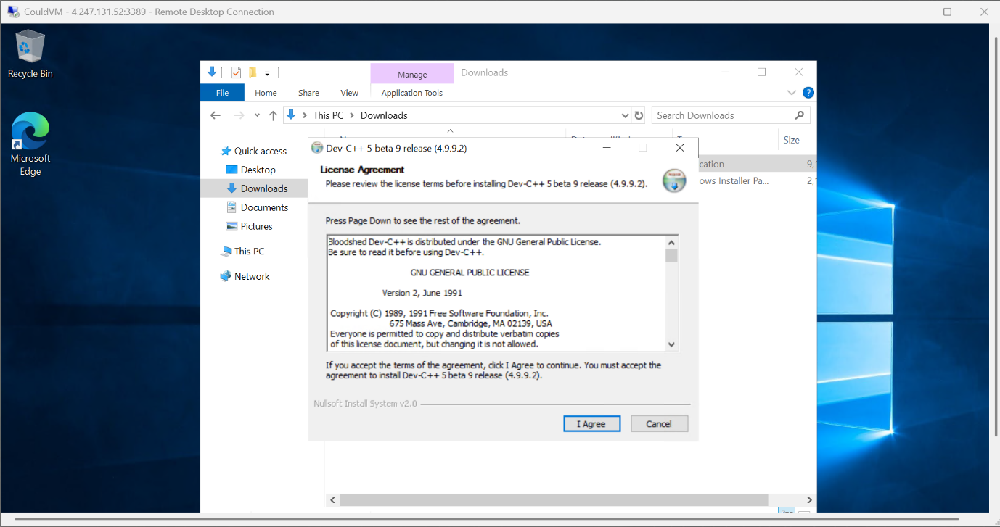 CouldVM - 4.247.131.52:3389 - Remote Desktop Connection
Recycle Bin
Microsoft
Edge
Manage
Downloads
File
Home
Share
View
Application Tools
This PC
Downloads
Search Downloads
Size
Quick access
Desktop
Downloads
Documents
Pictures
This PC
Network
cation
9,1
ows Installer Pa...
2,1
Dev-C++ 5 beta 9 release (4.9.9.2)
License Agreement
Please review the license terms before installing Dev-C++ 5 beta 9 release (4.9.9.2).
Press Page Down to see the rest of the agreement.
Bloodshed Dev-C++ is distributed under the GNU General Public License.
Be sure to read it before using Dev-C++.
GNU GENERAL PUBLIC LICENSE
Version 2, June 1991
Copyright (C) 1989, 1991 Free Software Foundation, Inc.
675 Mass Ave, Cambridge, MA 02139, USA
Everyone is permitted to copy and distribute verbatim copies
of this license document, but changing it is not allowed.
If you accept the terms of the agreement, click I Agree to continue. You must accept the
agreement to install Dev-C++ 5 beta 9 release (4.9.9.2).
Nullsoft Install System v2.0
I Agree
Cancel